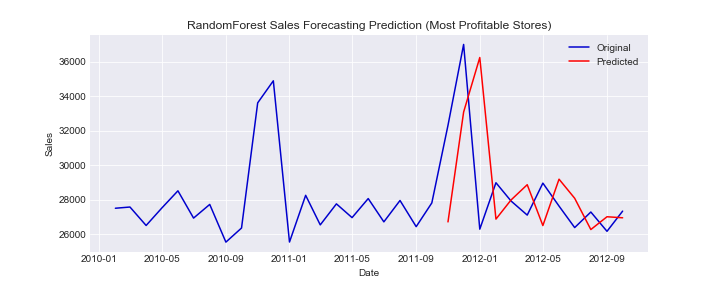 RandomForest Sales Forecasting Prediction (Most Profitable Stores)
Original
Predicted
36000
34000
32000
30000
28000
26000
Sales
2010-01 2010-05 2010-09 2011-01 2011-05 2011-09 2012-01 2012-05 2012-09
Date